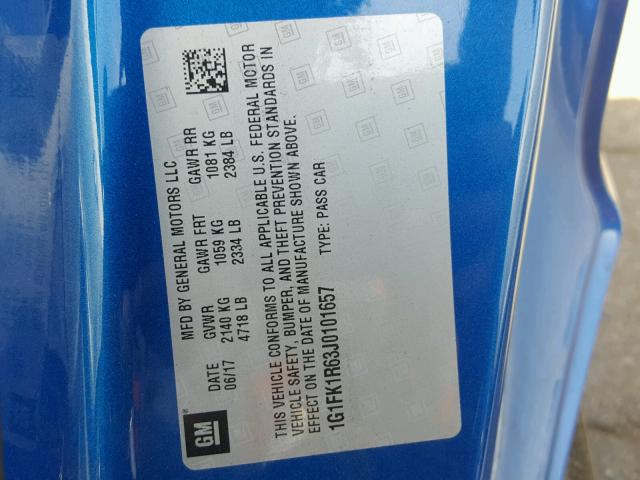 MFD BY GENERAL MOTORS LLC
DATE GVWR GAWR FRT GAWR RR
06/17 2140 KG 1059 KG 1081 KG
4718 LB 2334 LB 2384 LB
THIS VEHICLE CONFORMS TO ALL APPLICABLE U.S. FEDERAL MOTOR
VEHICLE SAFETY, BUMPER, AND THEFT PREVENTION STANDARDS IN
EFFECT ON THE DATE OF MANUFACTURE SHOWN ABOVE.
1G1FK1R63J0101657 TYPE: PASS CAR
GM